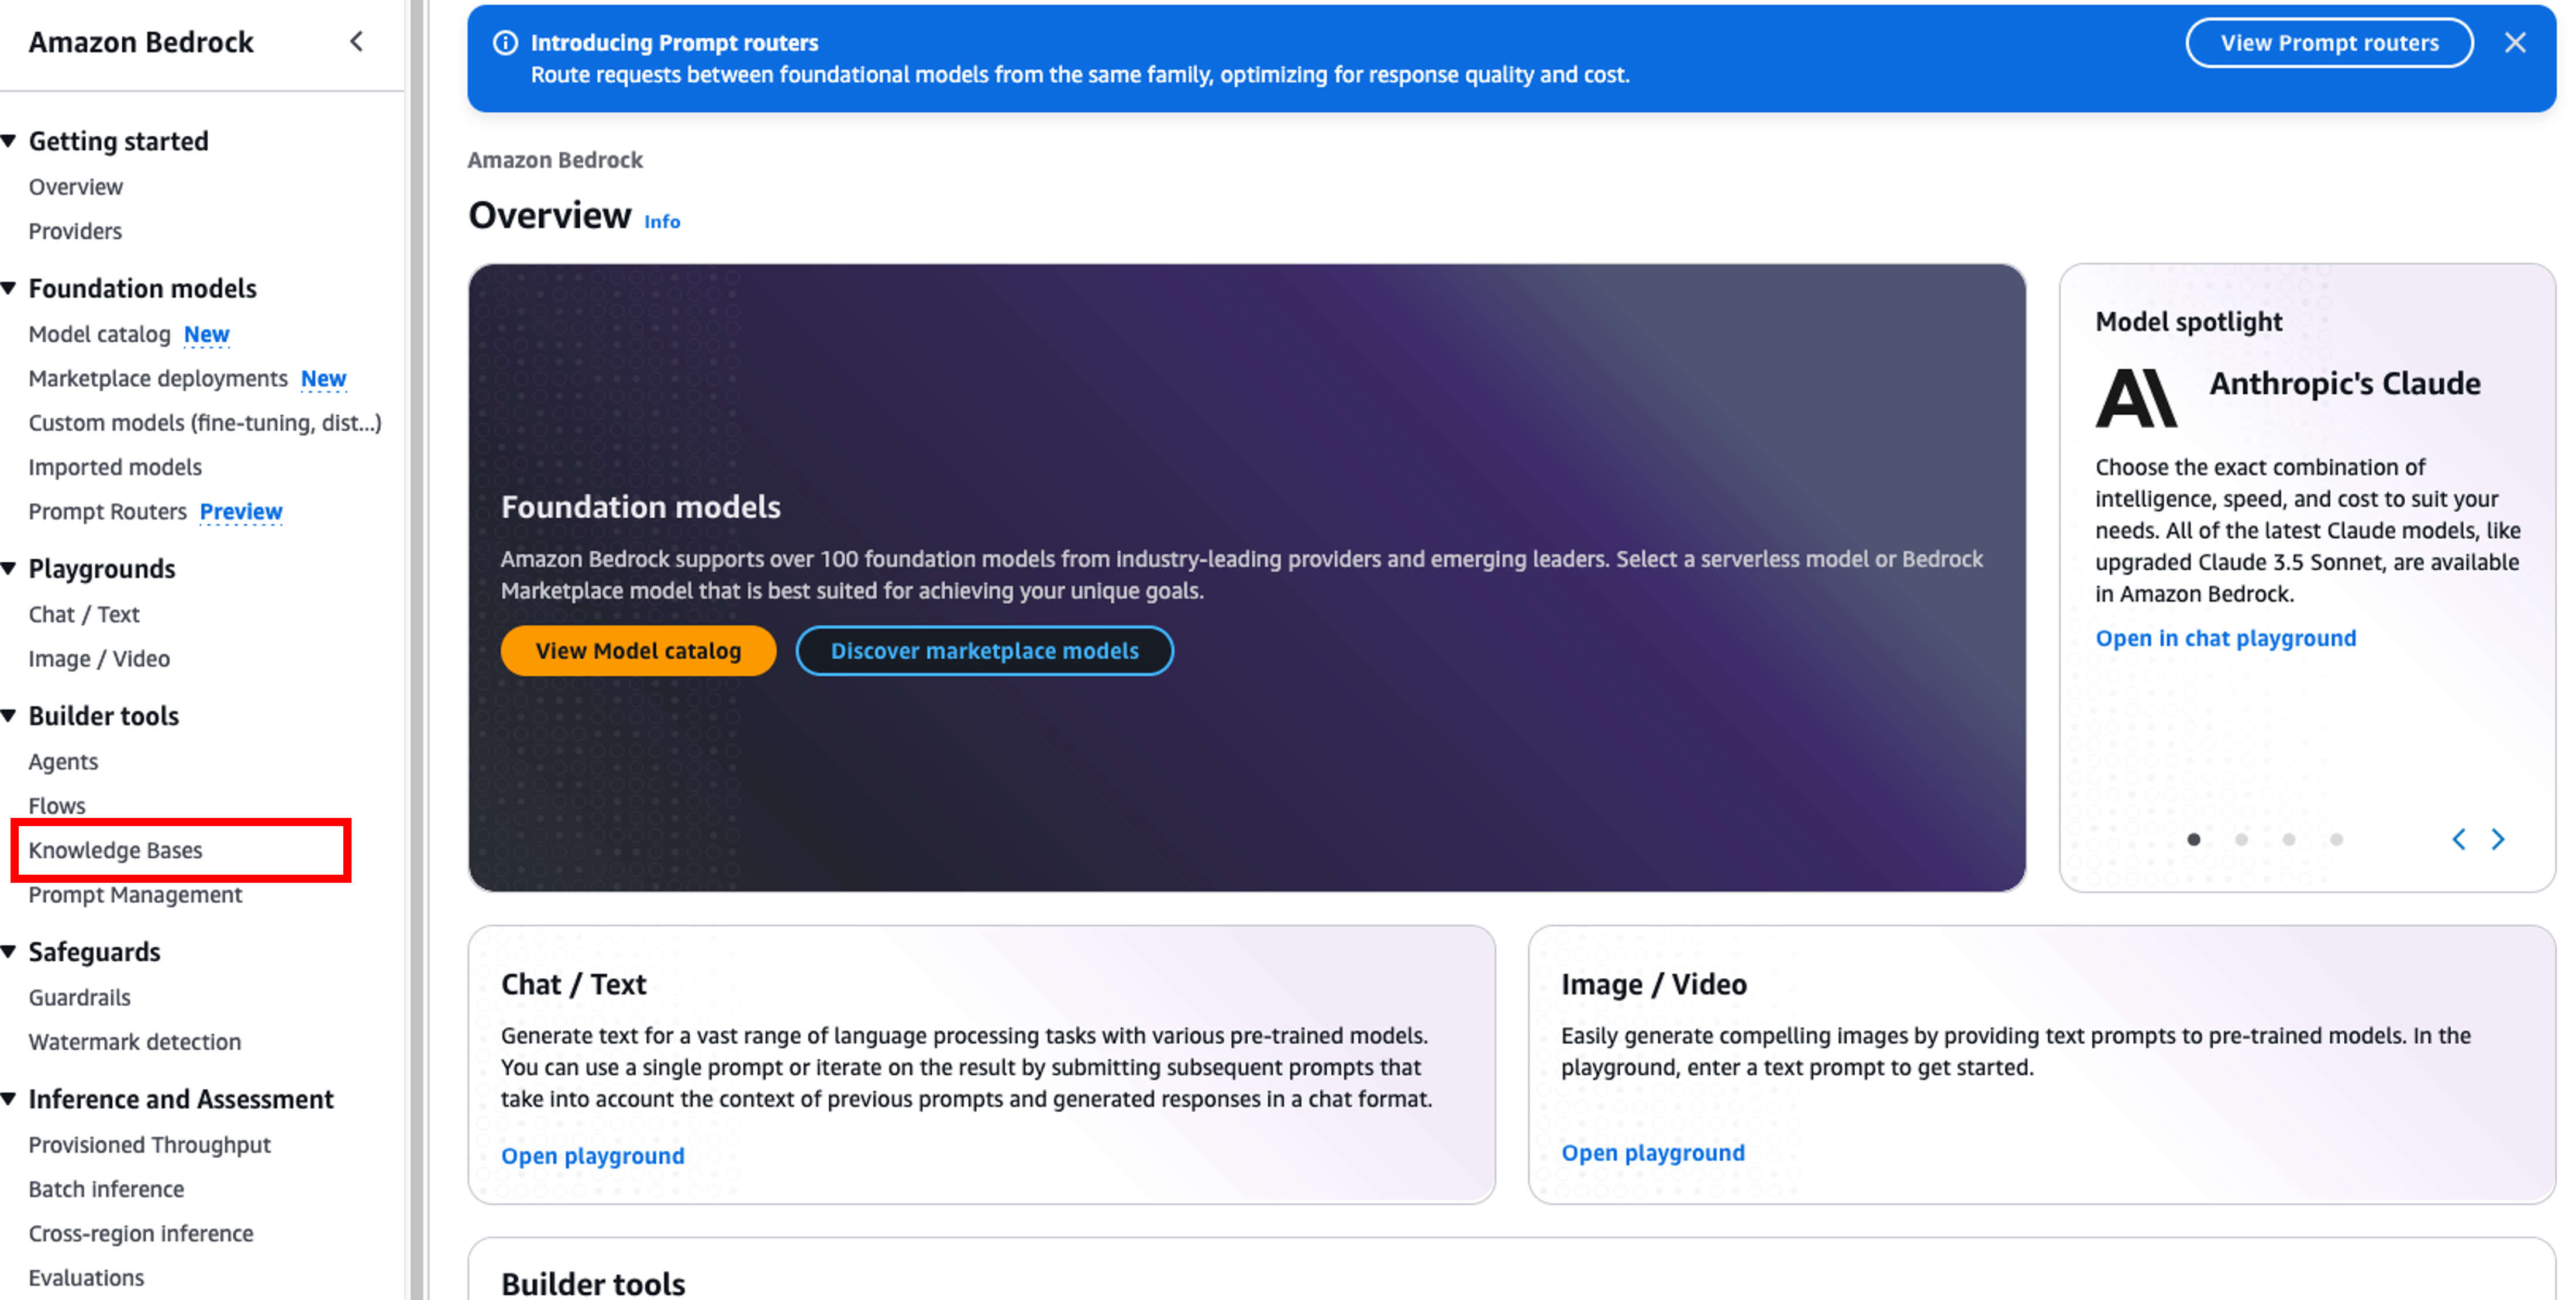 Amazon Bedrock
Getting started
Overview
Providers
Foundation models
Model catalog New
Marketplace deployments New
Custom models (fine-tuning, dist...)
Imported models
Prompt Routers Preview
Playgrounds
Chat / Text
Image / Video
Builder tools
Agents
Flows
Knowledge Bases
Prompt Management
Safeguards
Guardrails
Watermark detection
Inference and Assessment
Provisioned Throughput
Batch inference
Cross-region inference
Evaluations
Introducing Prompt routers
Route requests between foundational models from the same family, optimizing for response quality and cost.
View Prompt routers
Amazon Bedrock
Overview Info
Foundation models
Amazon Bedrock supports over 100 foundation models from industry-leading providers and emerging leaders. Select a serverless model or Bedrock
Marketplace model that is best suited for achieving your unique goals.
View Model catalog
Discover marketplace models
Model spotlight
Anthropic's Claude
Choose the exact combination of
intelligence, speed, and cost to suit your
needs. All of the latest Claude models, like
upgraded Claude 3.5 Sonnet, are available
in Amazon Bedrock.
Open in chat playground
Chat / Text
Generate text for a vast range of language processing tasks with various pre-trained models.
You can use a single prompt or iterate on the result by submitting subsequent prompts that
take into account the context of previous prompts and generated responses in a chat format.
Open playground
Image / Video
Easily generate compelling images by providing text prompts to pre-trained models. In the
playground, enter a text prompt to get started.
Open playground
Builder tools